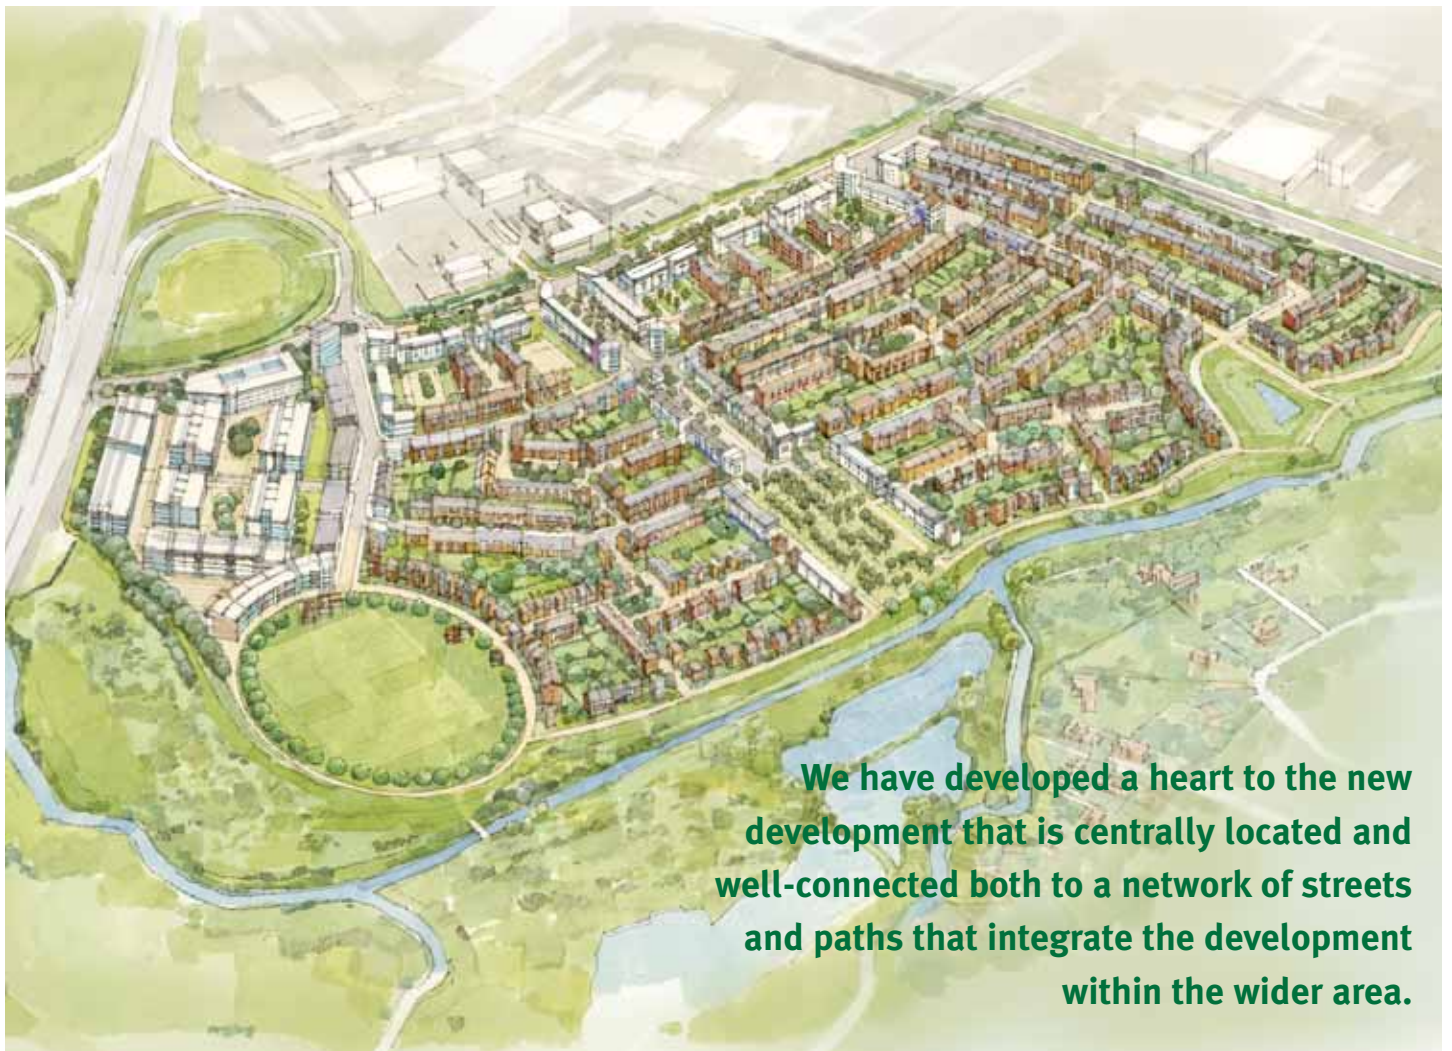 We have developed a heart to the new
development that is centrally located and
well-connected both to a network of streets
and paths that integrate the development
within the wider area.